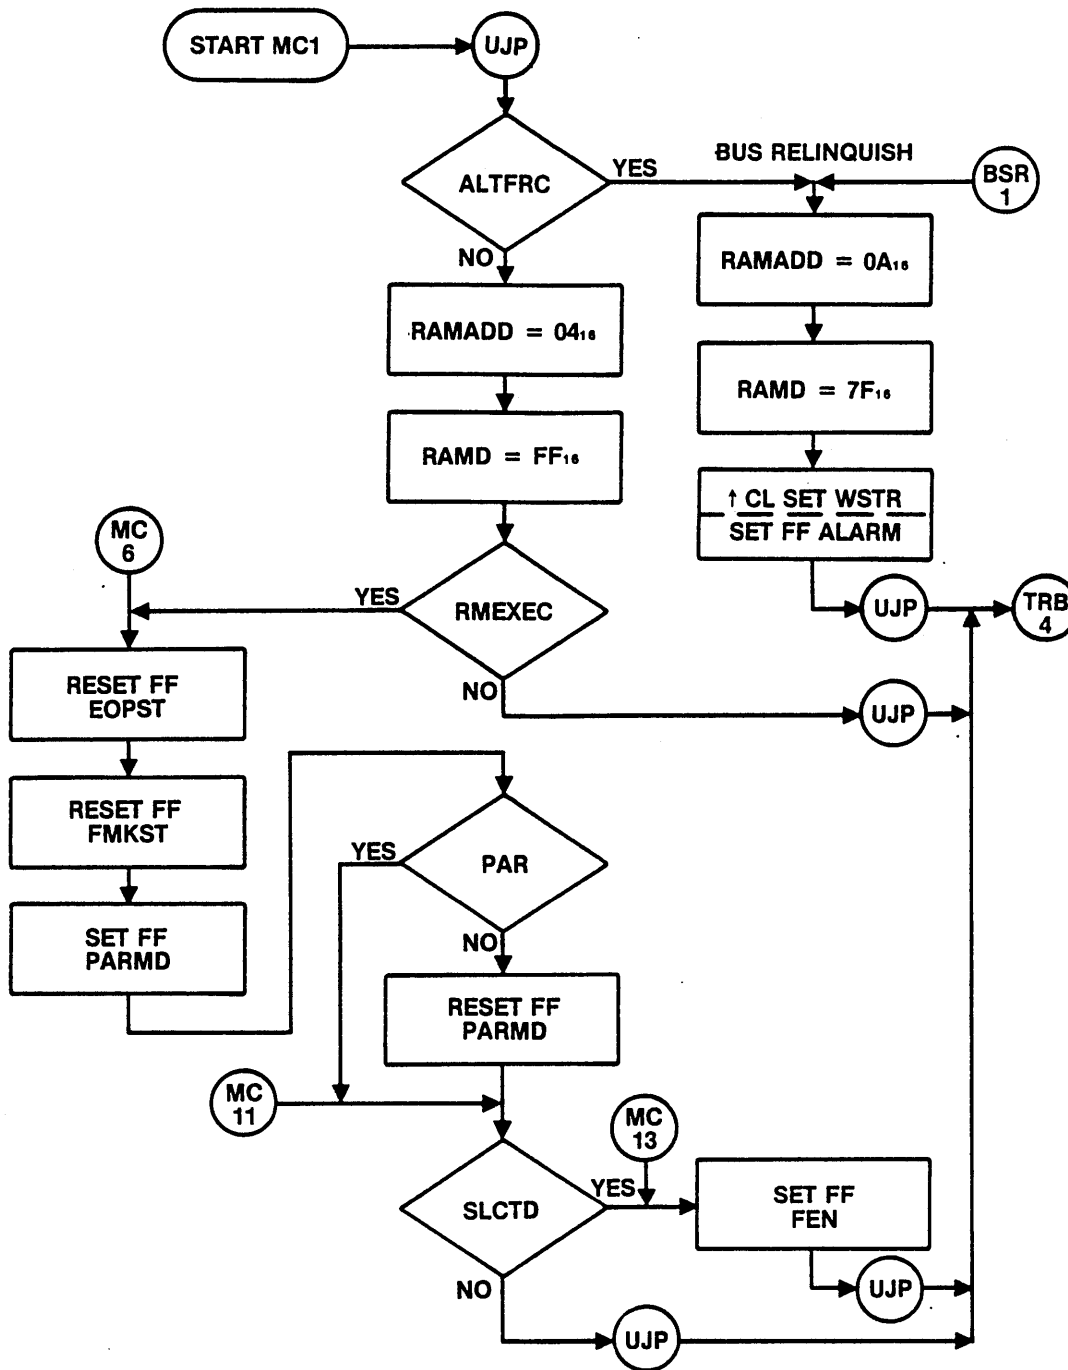 START MC1
UJP
ALTFRC
YES
BUS RELINQUISH
BSR
1
NO
RAMADD = 0A₁₆
RAMADD = 04₁₆
RAMD = 7F₁₆
RAMD = FF₁₆
↑ CL SET WSTR
SET FF ALARM
MC
6
YES
RMEXEC
UJP
TRB
4
NO
RESET FF
EOPST
UJP
RESET FF
FMKST
YES
PAR
SET FF
PARMD
NO
RESET FF
PARMD
MC
11
MC
13
YES
SLCTD
SET FF
FEN
NO
UJP
UJP